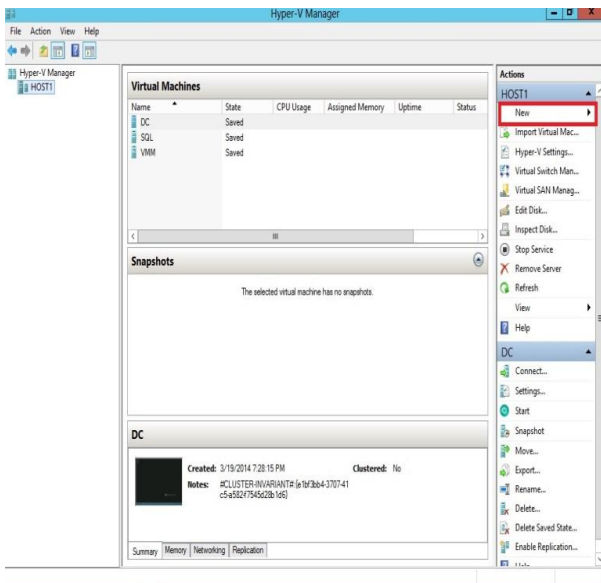 Hyper-V Manager
File Action View Help
Hyper-V Manager
HOST1
Virtual Machines
Name State CPU Usage Assigned Memory Uptime Status
DC Saved
SQL Saved
VMM Saved
Snapshots
The selected virtual machine has no snapshots.
DC
Created: 3/19/2014 7:28:15 PM Clustered: No
Notes: #CLUSTER-INVARIANT#:{e1bf3bb4-3707-41
c5-a582f7545d28b1d6}
Summary Memory Networking Replication
Actions
HOST1
New
Import Virtual Mac...
Hyper-V Settings...
Virtual Switch Man...
Virtual SAN Manag...
Edit Disk...
Inspect Disk...
Stop Service
Remove Server
Refresh
View
Help
DC
Connect...
Settings...
Start
Snapshot
Move...
Export...
Rename...
Delete...
Delete Saved State...
Enable Replication...